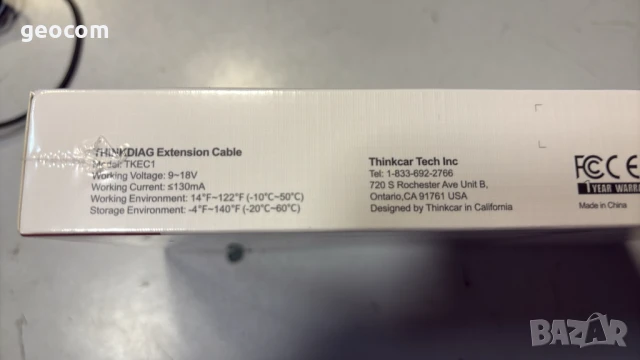 geocom
THINKDIAG Extension Cable
Model: TKEC1
Working Voltage: 9~18V
Working Current: ≤130mA
Working Environment: 14°F~122°F (-10℃~50℃)
Storage Environment: -4°F~140°F (-20℃~60℃)
Thinkcar Tech Inc
Tel: 1-833-692-2766
720 S Rochester Ave Unit B,
Ontario,CA 91761 USA
Designed by Thinkcar in California
FCC CE
1 YEAR
Made in China
BAZAR